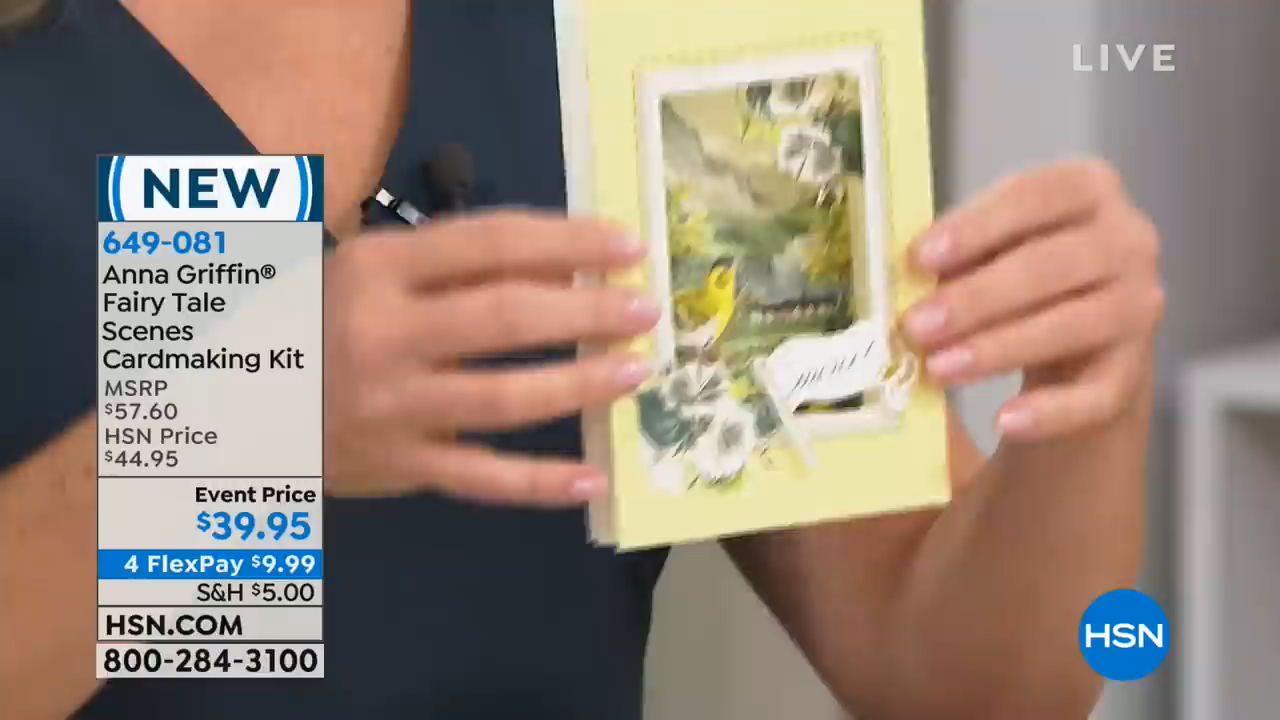 LIVE
NEW
649-081
Anna Griffin®
Fairy Tale
Scenes
Cardmaking Kit
MSRP
$57.60
HSN Price
$44.95
Event Price
$39.95
4 FlexPay $9.99
S&H $5.00
HSN.COM
800-284-3100
HSN